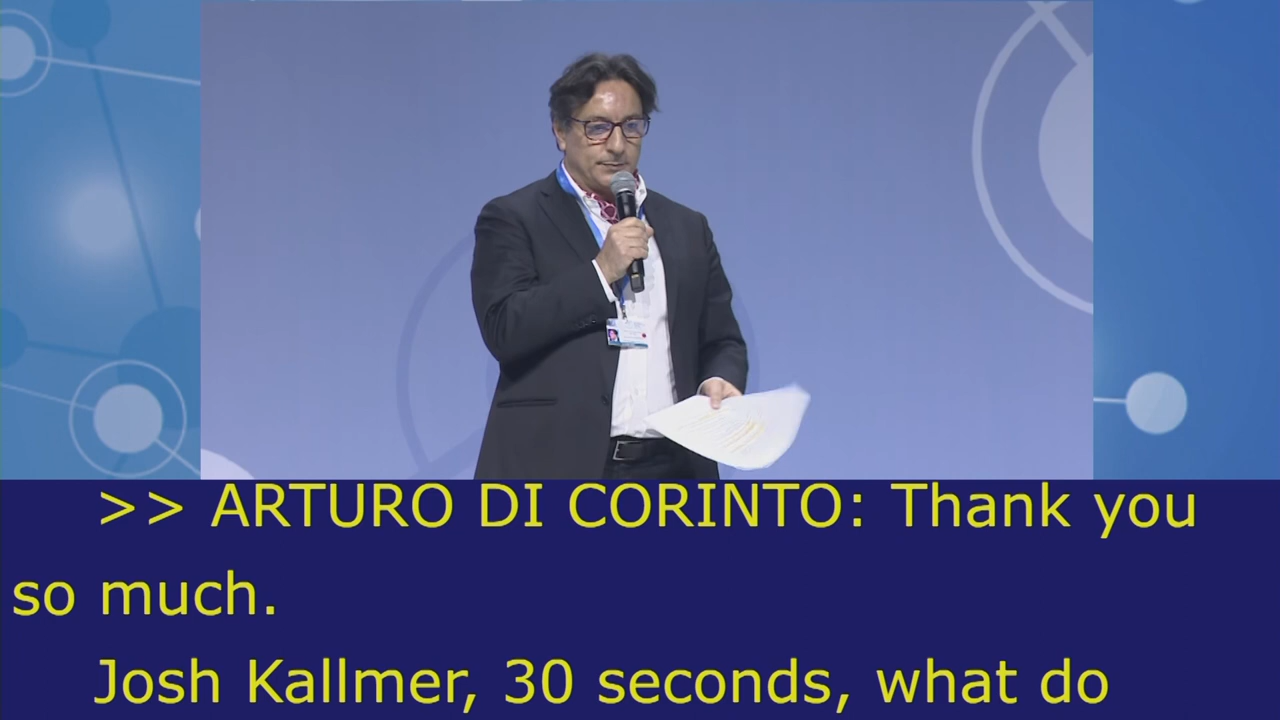 >> ARTURO DI CORINTO: Thank you
so much.
Josh Kallmer, 30 seconds, what do